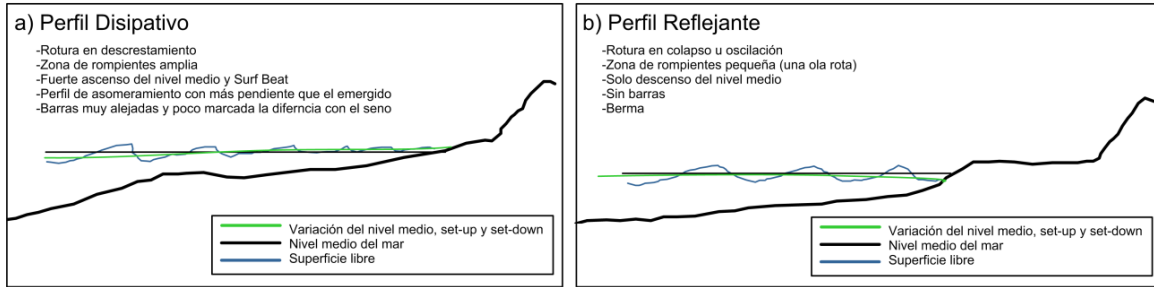 a) Perfil Disipativo
-Rotura en descrestamiento
-Zona de rompientes amplia
-Fuerte ascenso del nivel medio y Surf Beat
-Perfil de asomeramiento con más pendiente que el emergido
-Barras muy alejadas y poco marcada la diferncia con el seno
Variación del nivel medio, set-up y set-down
Nivel medio del mar
Superficie libre
b) Perfil Reflejante
-Rotura en colapso u oscilación
-Zona de rompientes pequeña (una ola rota)
-Solo descenso del nivel medio
-Sin barras
-Berma
Variación del nivel medio, set-up y set-down
Nivel medio del mar
Superficie libre